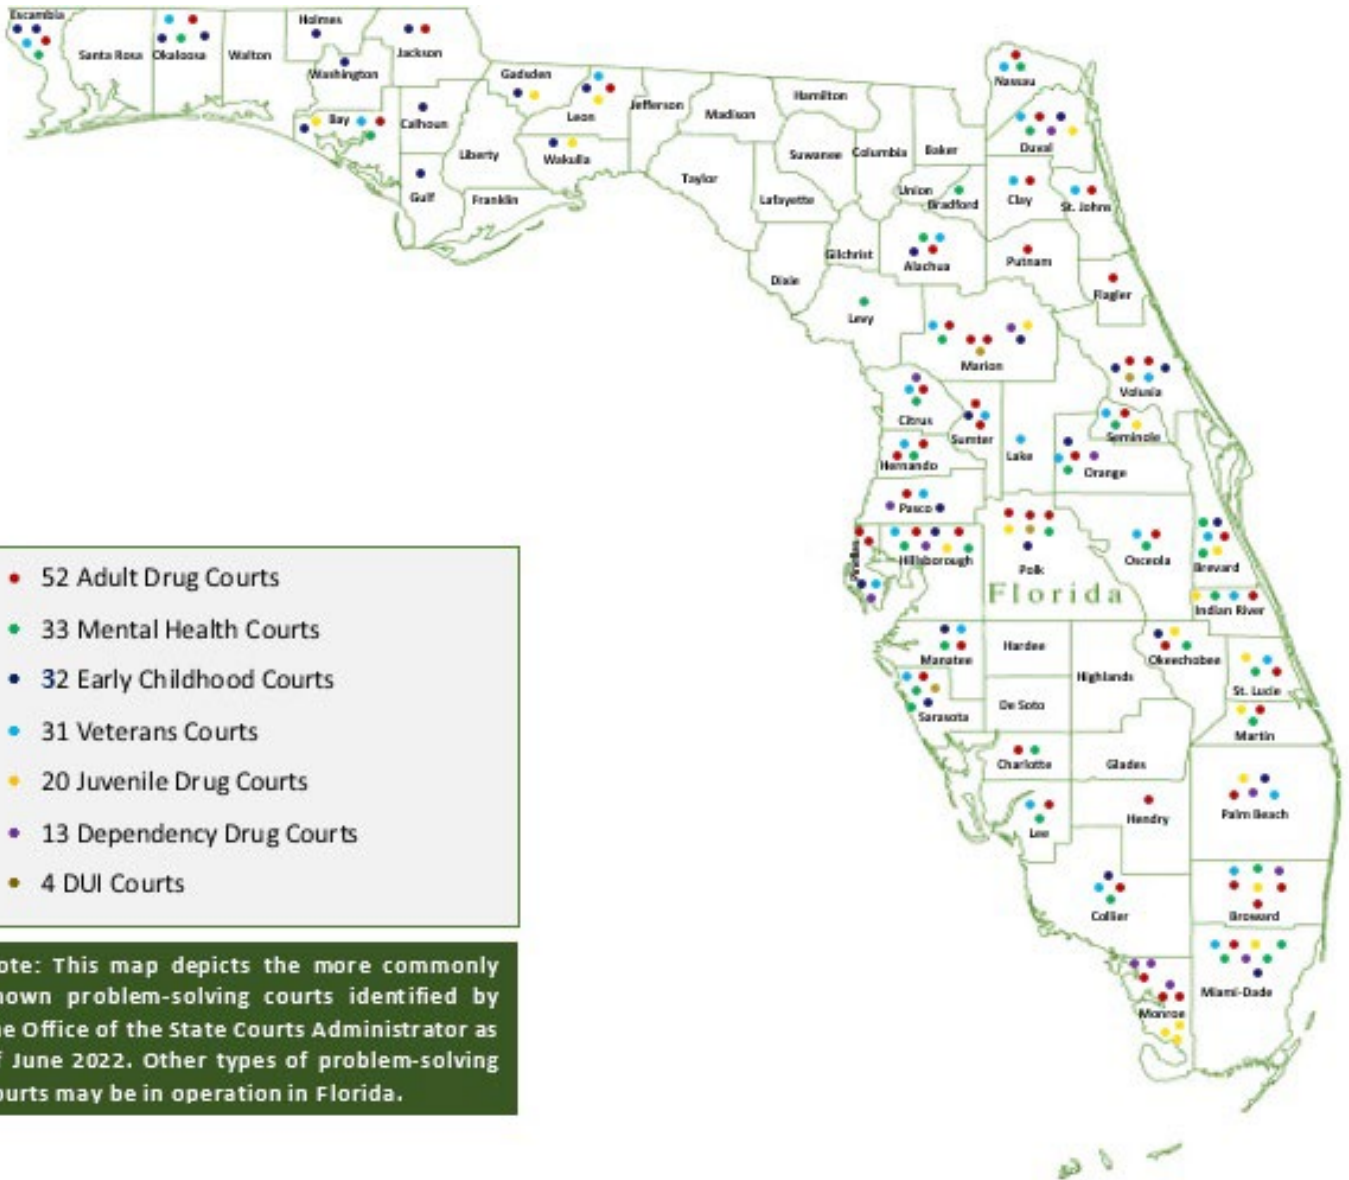 Escambia
Santa Rosa
Okaloosa
Walton
Holmes
Washington
Jackson
Bay
Calhoun
Gulf
Gadsden
Liberty
Franklin
Leon
Wakulla
Jefferson
Madison
Taylor
Hamilton
Suwanee
Lafayette
Columbia
Baker
Union
Bradford
Nassau
Duval
Clay
St. Johns
Gilchrist
Dixie
Alachua
Putnam
Flagler
Levy
Marion
Volusia
Citrus
Sumter
Lake
Seminole
Orange
Hernando
Pasco
Pinellas
Hillsborough
Polk
Osceola
Brevard
Florida
Indian River
Manatee
Hardee
Highlands
Okeechobee
St. Lucie
Sarasota
De Soto
Martin
Charlotte
Glades
Lee
Hendry
Palm Beach
Collier
Broward
Monroe
Miami-Dade
52 Adult Drug Courts
33 Mental Health Courts
32 Early Childhood Courts
31 Veterans Courts
20 Juvenile Drug Courts
13 Dependency Drug Courts
4 DUI Courts
ote: This map depicts the more commonly
nown problem-solving courts identified by
e Office of the State Courts Administrator as
f June 2022. Other types of problem-solving
ourts may be in operation in Florida.